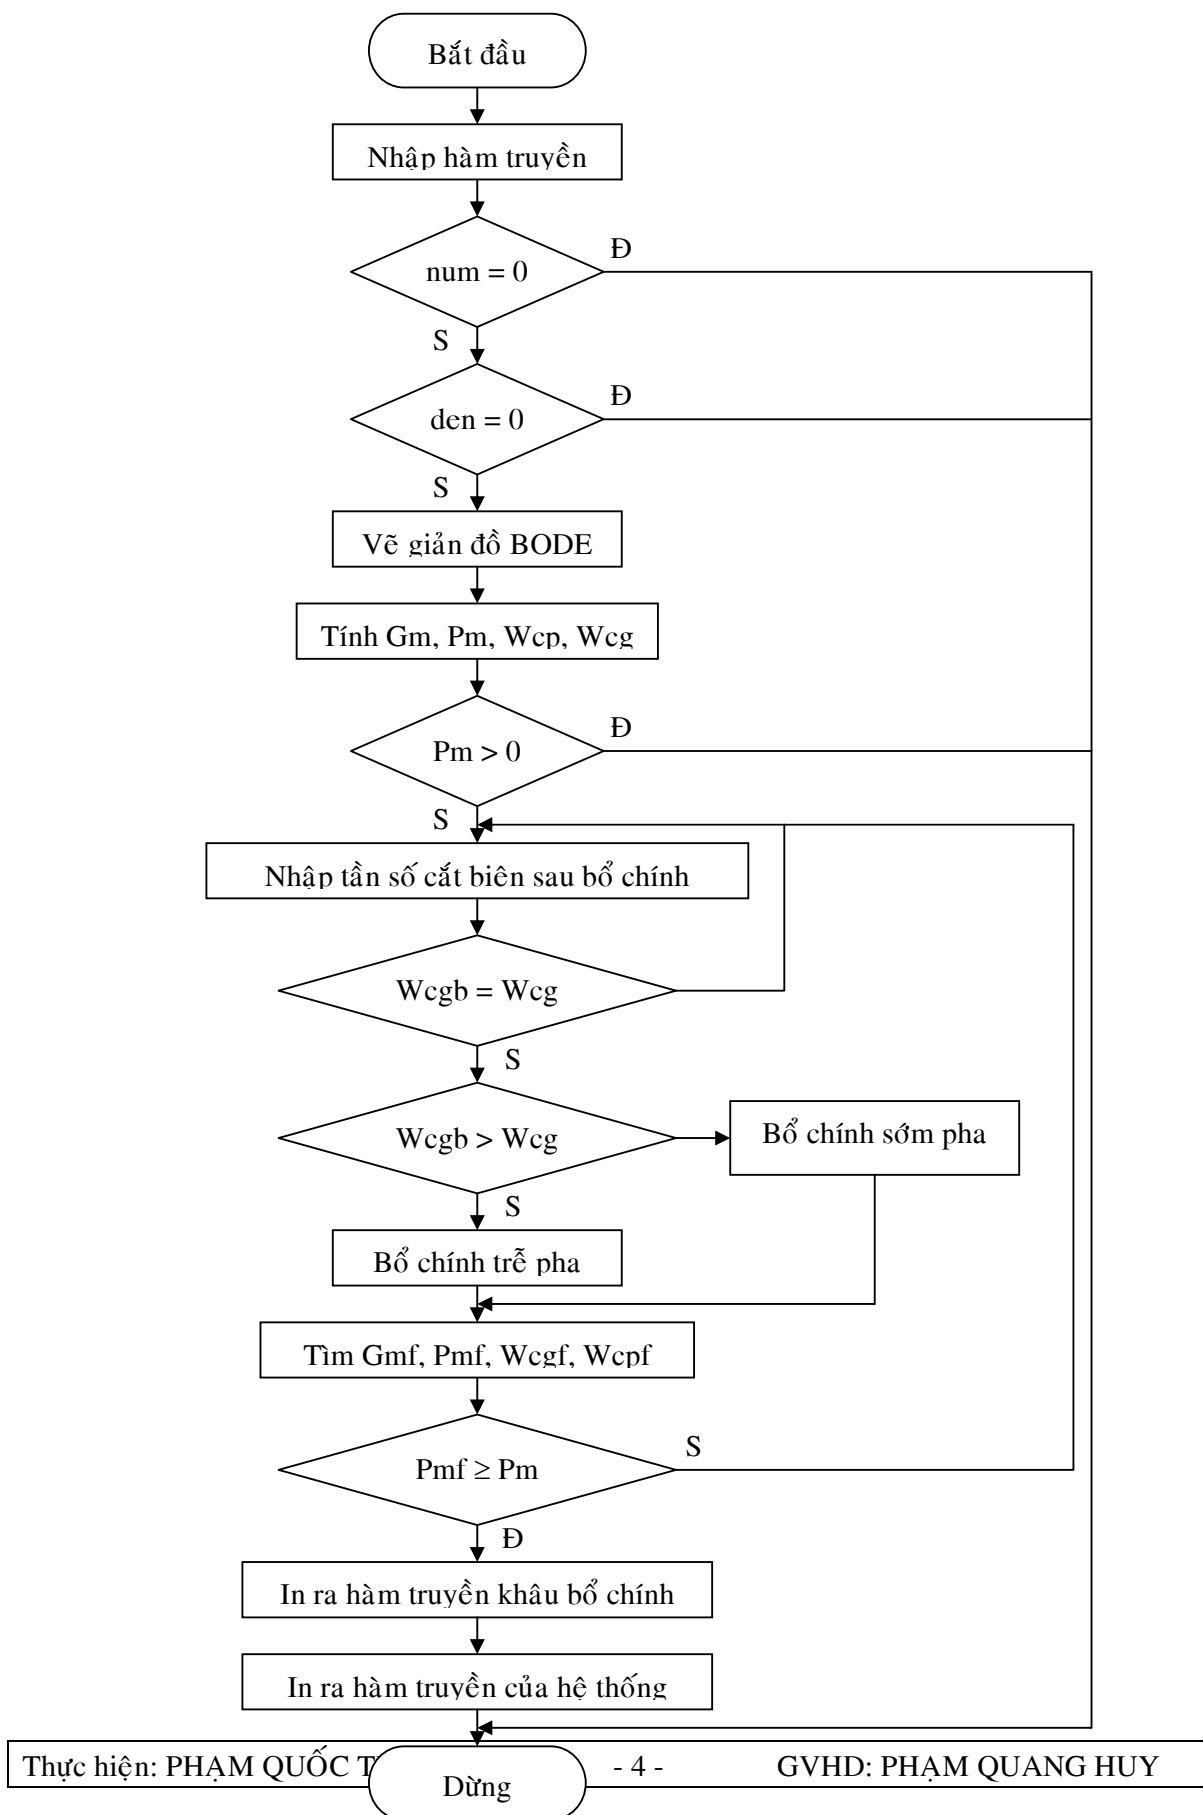 Bắt đầu
Nhập hàm truyền
num = 0
Đ
S
den = 0
Đ
S
Vẽ giản đồ BODE
Tính Gm, Pm, Wcp, Wcg
Pm > 0
Đ
S
Nhập tần số cắt biên sau bổ chính
Wcgb = Wcg
S
Wcgb > Wcg
Bổ chính sớm pha
S
Bổ chính trễ pha
Tìm Gmf, Pmf, Wcgf, Wcpf
Pmf ≥ Pm
S
Đ
In ra hàm truyền khâu bổ chính
In ra hàm truyền của hệ thống
Thực hiện: PHẠM QUỐC - 4 - GVHD: PHẠM QUANG HUY
Dừng